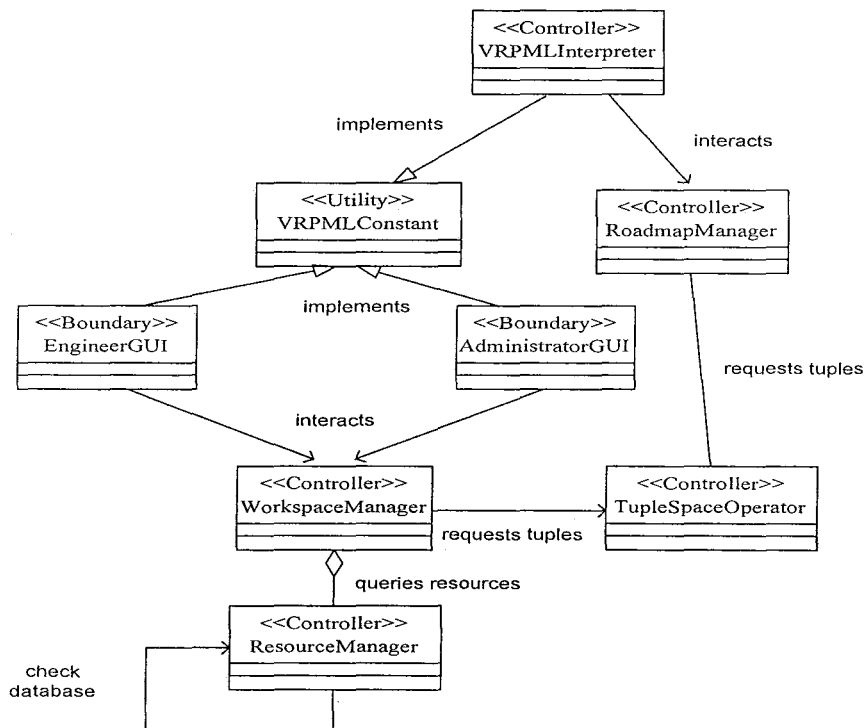 <<Controller>>
VRPMLInterpreter
implements
interacts
<<Utility>>
VRPMLConstant
<<Controller>>
RoadmapManager
implements
<<Boundary>>
EngineerGUI
<<Boundary>>
AdministratorGUI
requests tuples
interacts
<<Controller>>
WorkspaceManager
<<Controller>>
TupleSpaceOperator
requests tuples
queries resources
<<Controller>>
ResourceManager
check
database